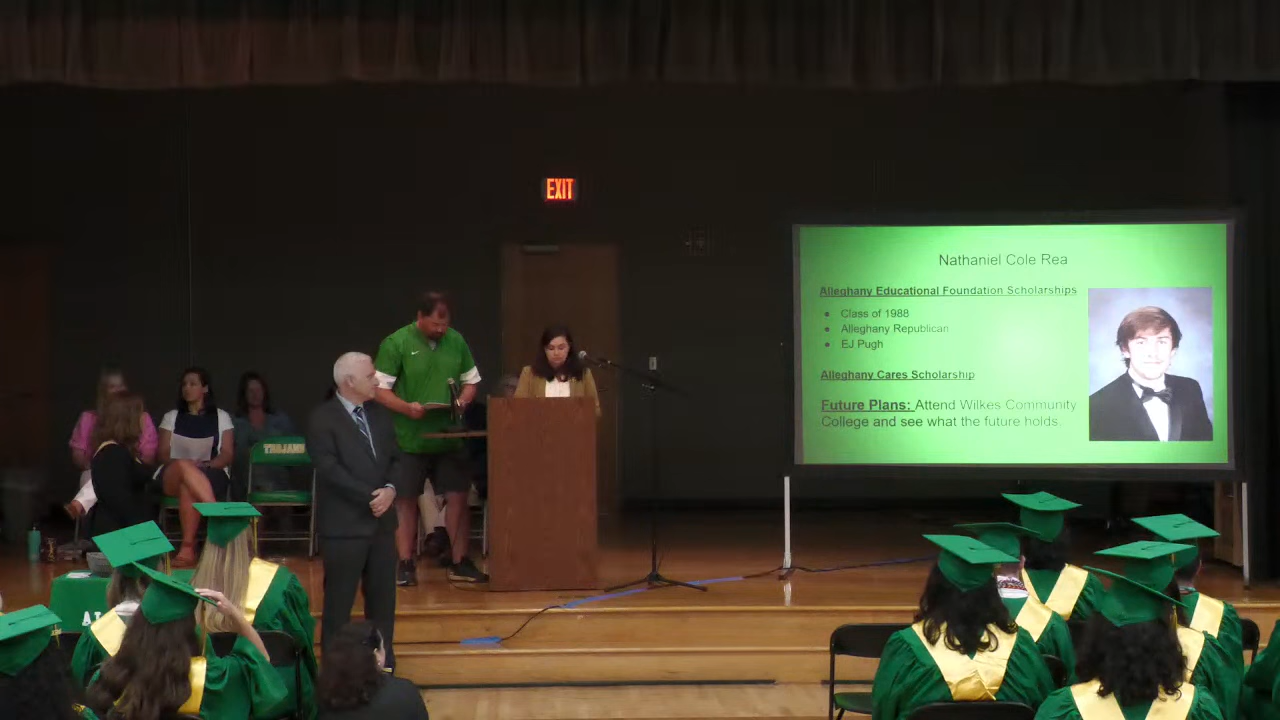 EXIT
Nathaniel Cole Rea
Alleghany Educational Foundation Scholarships
● Class of 1988
● Alleghany Republican
● EJ Pugh
Alleghany Cares Scholarship
Future Plans: Attend Wilkes Community
College and see what the future holds.
TROJANS